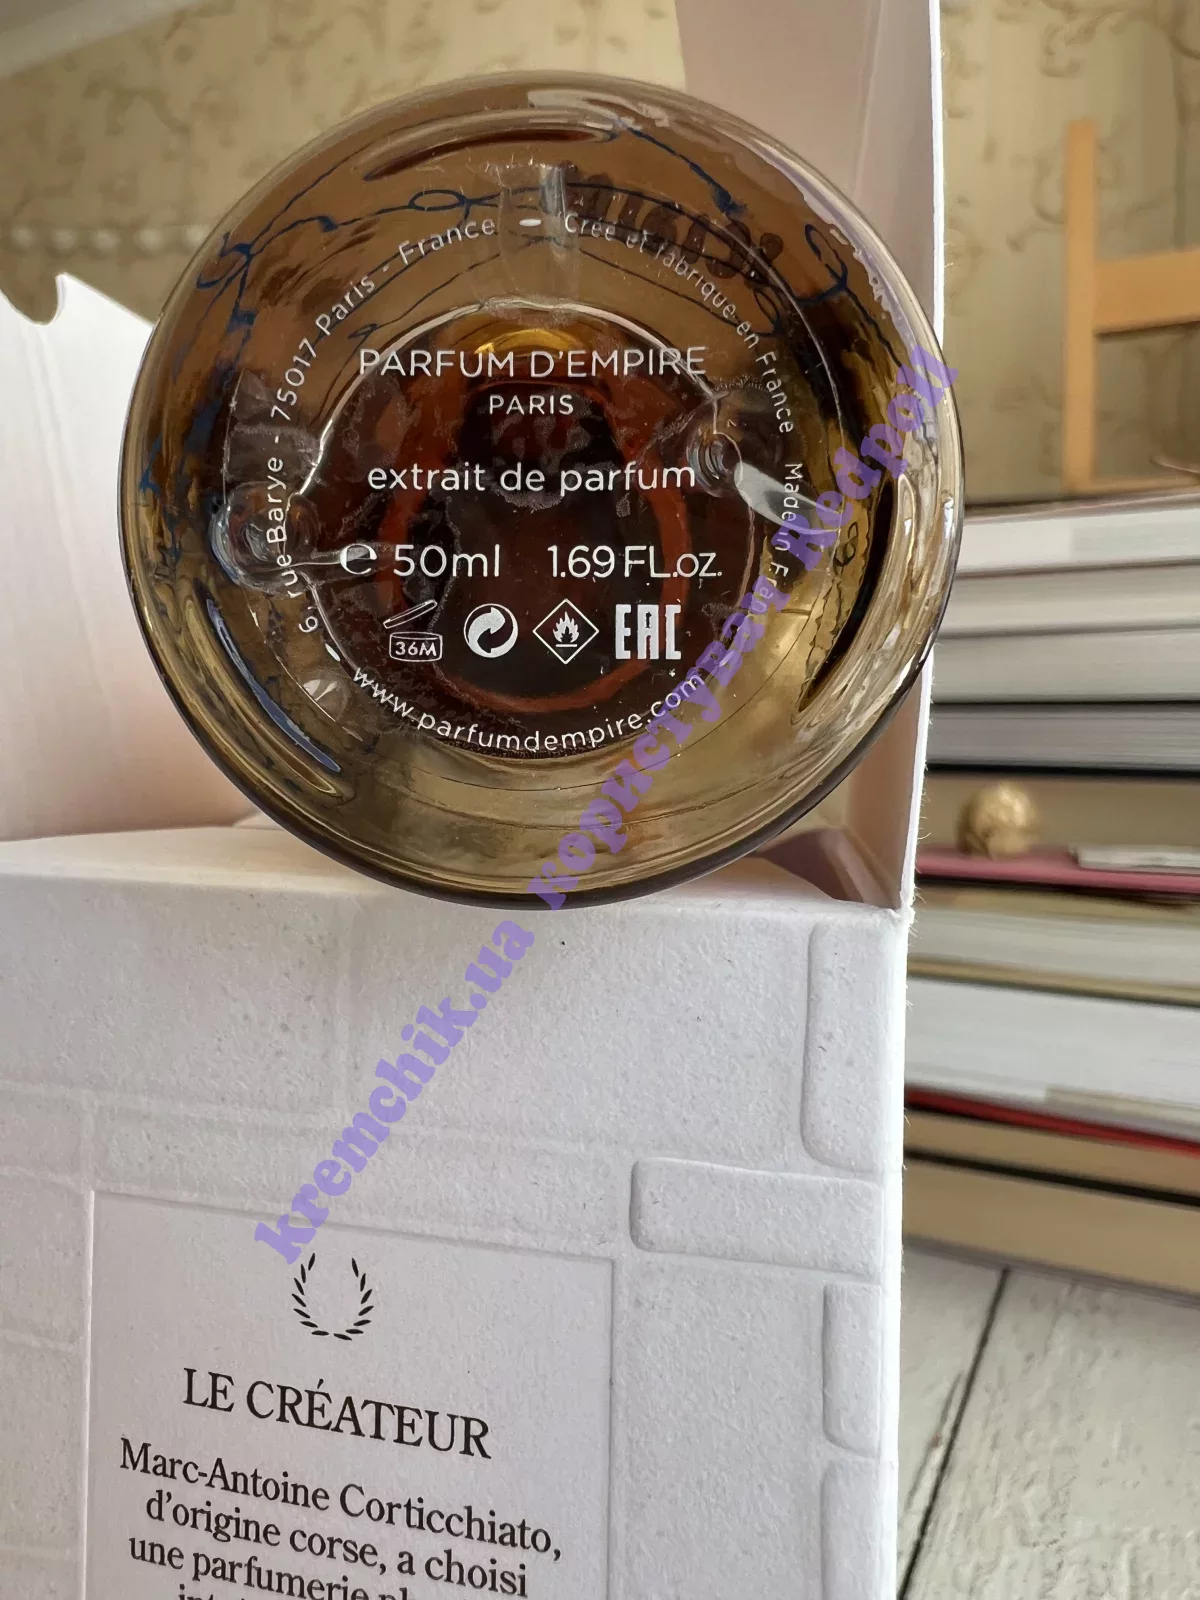 6, rue Barye - 75017 Paris - France - Créé et fabriqué en France Made in France
PARFUM D'EMPIRE
PARIS
extrait de parfum
℮ 50ml 1.69 FL.oz.
36M
EAC
www.parfumdempire.com
kremchik.ua користувач Redpoll
LE CRÉATEUR
Marc-Antoine Corticchiato,
d'origine corse, a choisi
une parfumerie